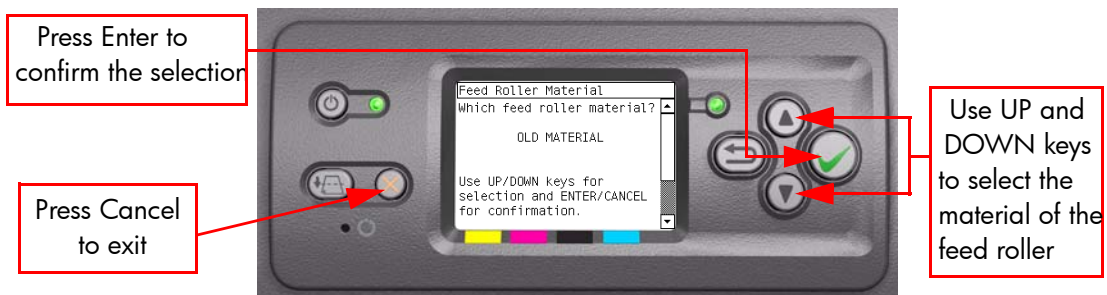 Press Enter to
confirm the selection
Feed Roller Material
Which feed roller material?
OLD MATERIAL
Use UP/DOWN keys for
selection and ENTER/CANCEL
for confirmation.
Press Cancel
to exit
Use UP and
DOWN keys
to select the
material of the
feed roller